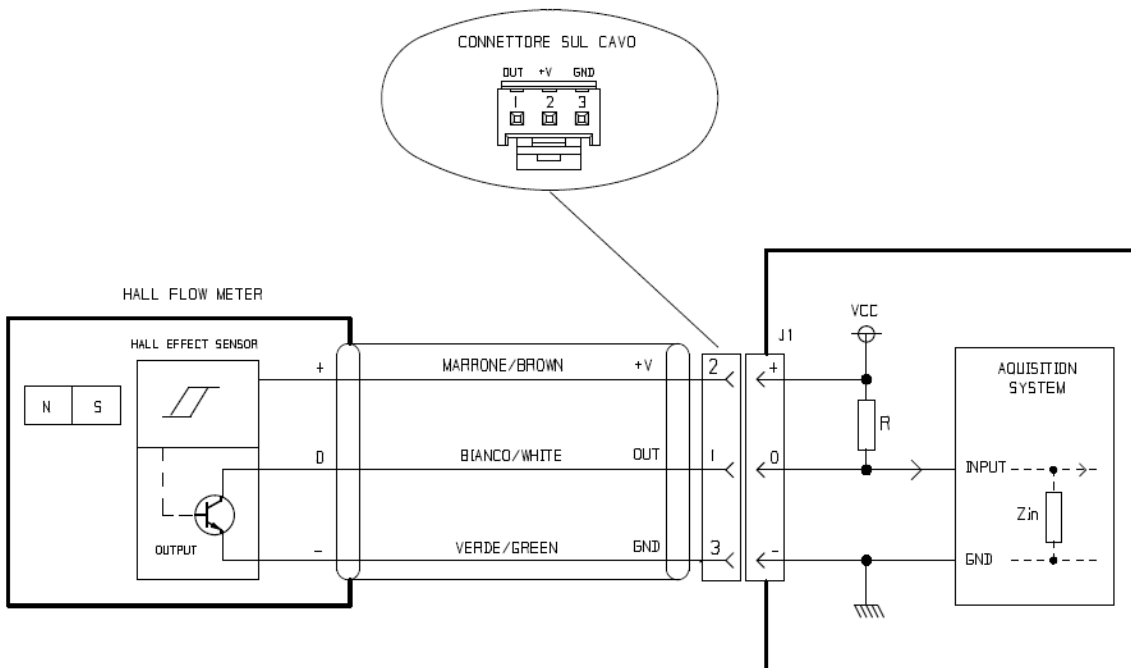 CONNETTORE SUL CAVO
OUT +V GND
1 2 3
HALL FLOW METER
HALL EFFECT SENSOR
N S
OUTPUT
+ MARRONE/BROWN +V 2 +
D BIANCO/WHITE OUT 1 O
- VERDE/GREEN GND 3 -
J1
VCC
R
AQUISITION
SYSTEM
INPUT
Zin
GND